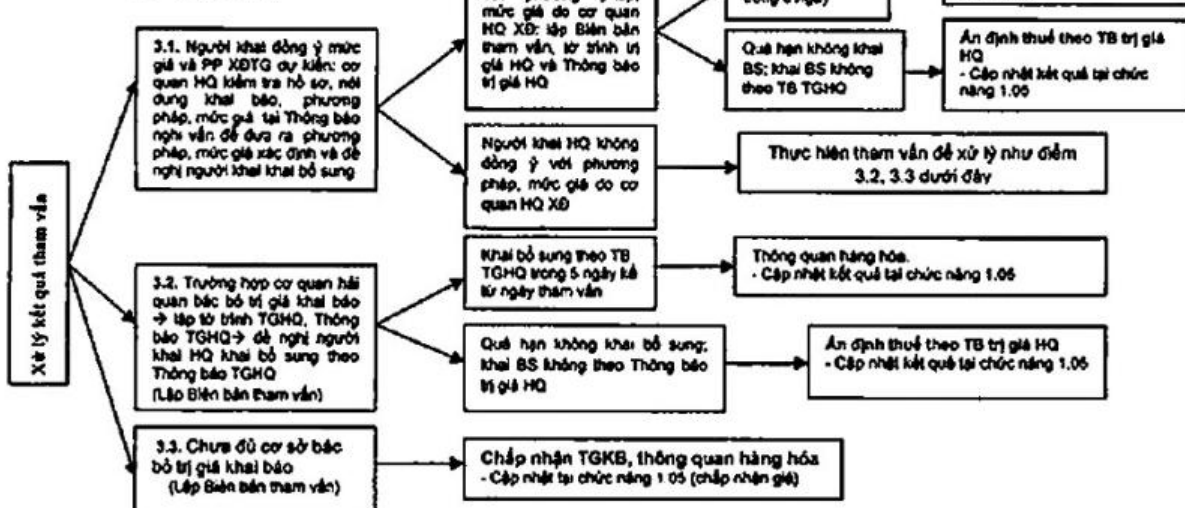 Xử lý kết quả tham vấn
3.1. Người khai đồng ý mức
giá và PP XĐTG dự kiến: cơ
quan HQ kiểm tra hồ sơ, nội
dung khai báo, phương
pháp, mức giá tại Thông báo
nghi vấn để đưa ra phương
pháp, mức giá xác định và đề
nghị người khai khai bổ sung
mức giá do cơ quan
HQ XĐ: lập Biên bản
tham vấn, tờ trình trị
giá HQ và Thông báo
trị giá HQ
Quá hạn không khai
BS; khai BS không
theo TB TGHQ
Ấn định thuế theo TB trị giá
HQ
- Cập nhật kết quả tại chức
năng 1.05
Người khai HQ không
đồng ý với phương
pháp, mức giá do cơ
quan HQ XĐ
Thực hiện tham vấn để xử lý như điểm
3.2, 3.3 dưới đây
3.2. Trường hợp cơ quan hải
quan bác bỏ trị giá khai báo
→ lập tờ trình TGHQ, Thông
báo TGHQ→ đề nghị người
khai HQ khai bổ sung theo
Thông báo TGHQ
(Lập Biên bản tham vấn)
Khai bổ sung theo TB
TGHQ trong 5 ngày kể
từ ngày tham vấn
Thông quan hàng hóa.
- Cập nhật kết quả tại chức năng 1.05
Quá hạn không khai bổ sung;
khai BS không theo Thông báo
trị giá HQ
Ấn định thuế theo TB trị giá HQ
- Cập nhật kết quả tại chức năng 1.05
3.3. Chưa đủ cơ sở bác
bỏ trị giá khai báo
(Lập Biên bản tham vấn)
Chấp nhận TGKB, thông quan hàng hóa
- Cập nhật tại chức năng 1.05 (chấp nhận giá)